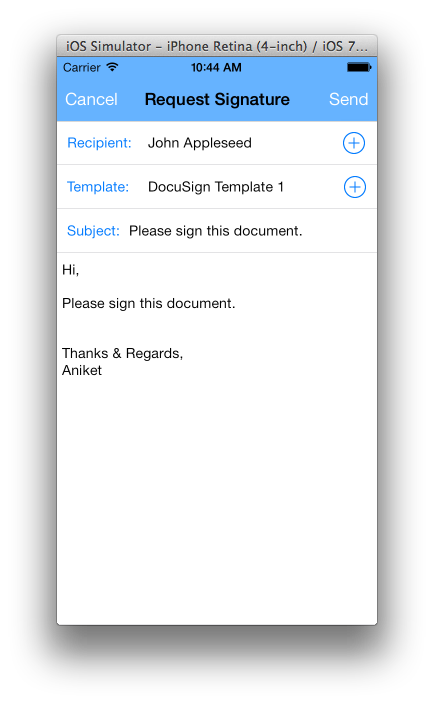 iOS Simulator – iPhone Retina (4-inch) / iOS 7...
Carrier 10:44 AM
Cancel Request Signature Send
Recipient: John Appleseed
Template: DocuSign Template 1
Subject: Please sign this document.
Hi,
Please sign this document.
Thanks & Regards,
Aniket